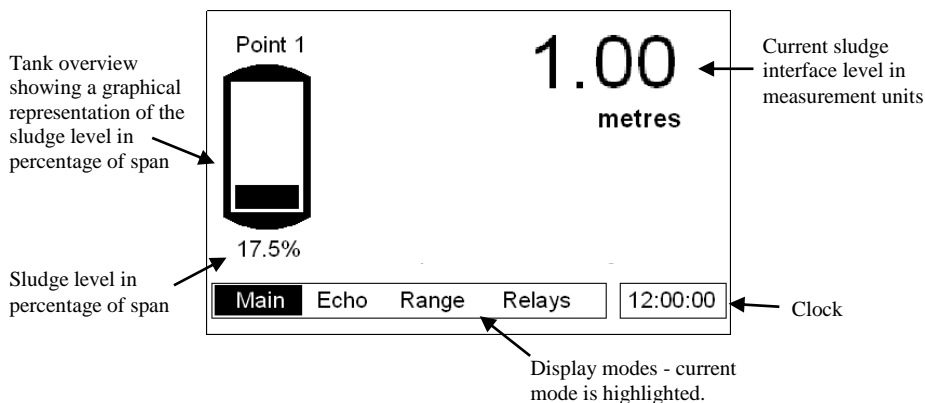 Point 1
1.00
metres
17.5%
Main Echo Range Relays 12:00:00
Tank overview
showing a graphical
representation of the
sludge level in
percentage of span
Sludge level in
percentage of span
Current sludge
interface level in
measurement units
Clock
Display modes - current
mode is highlighted.